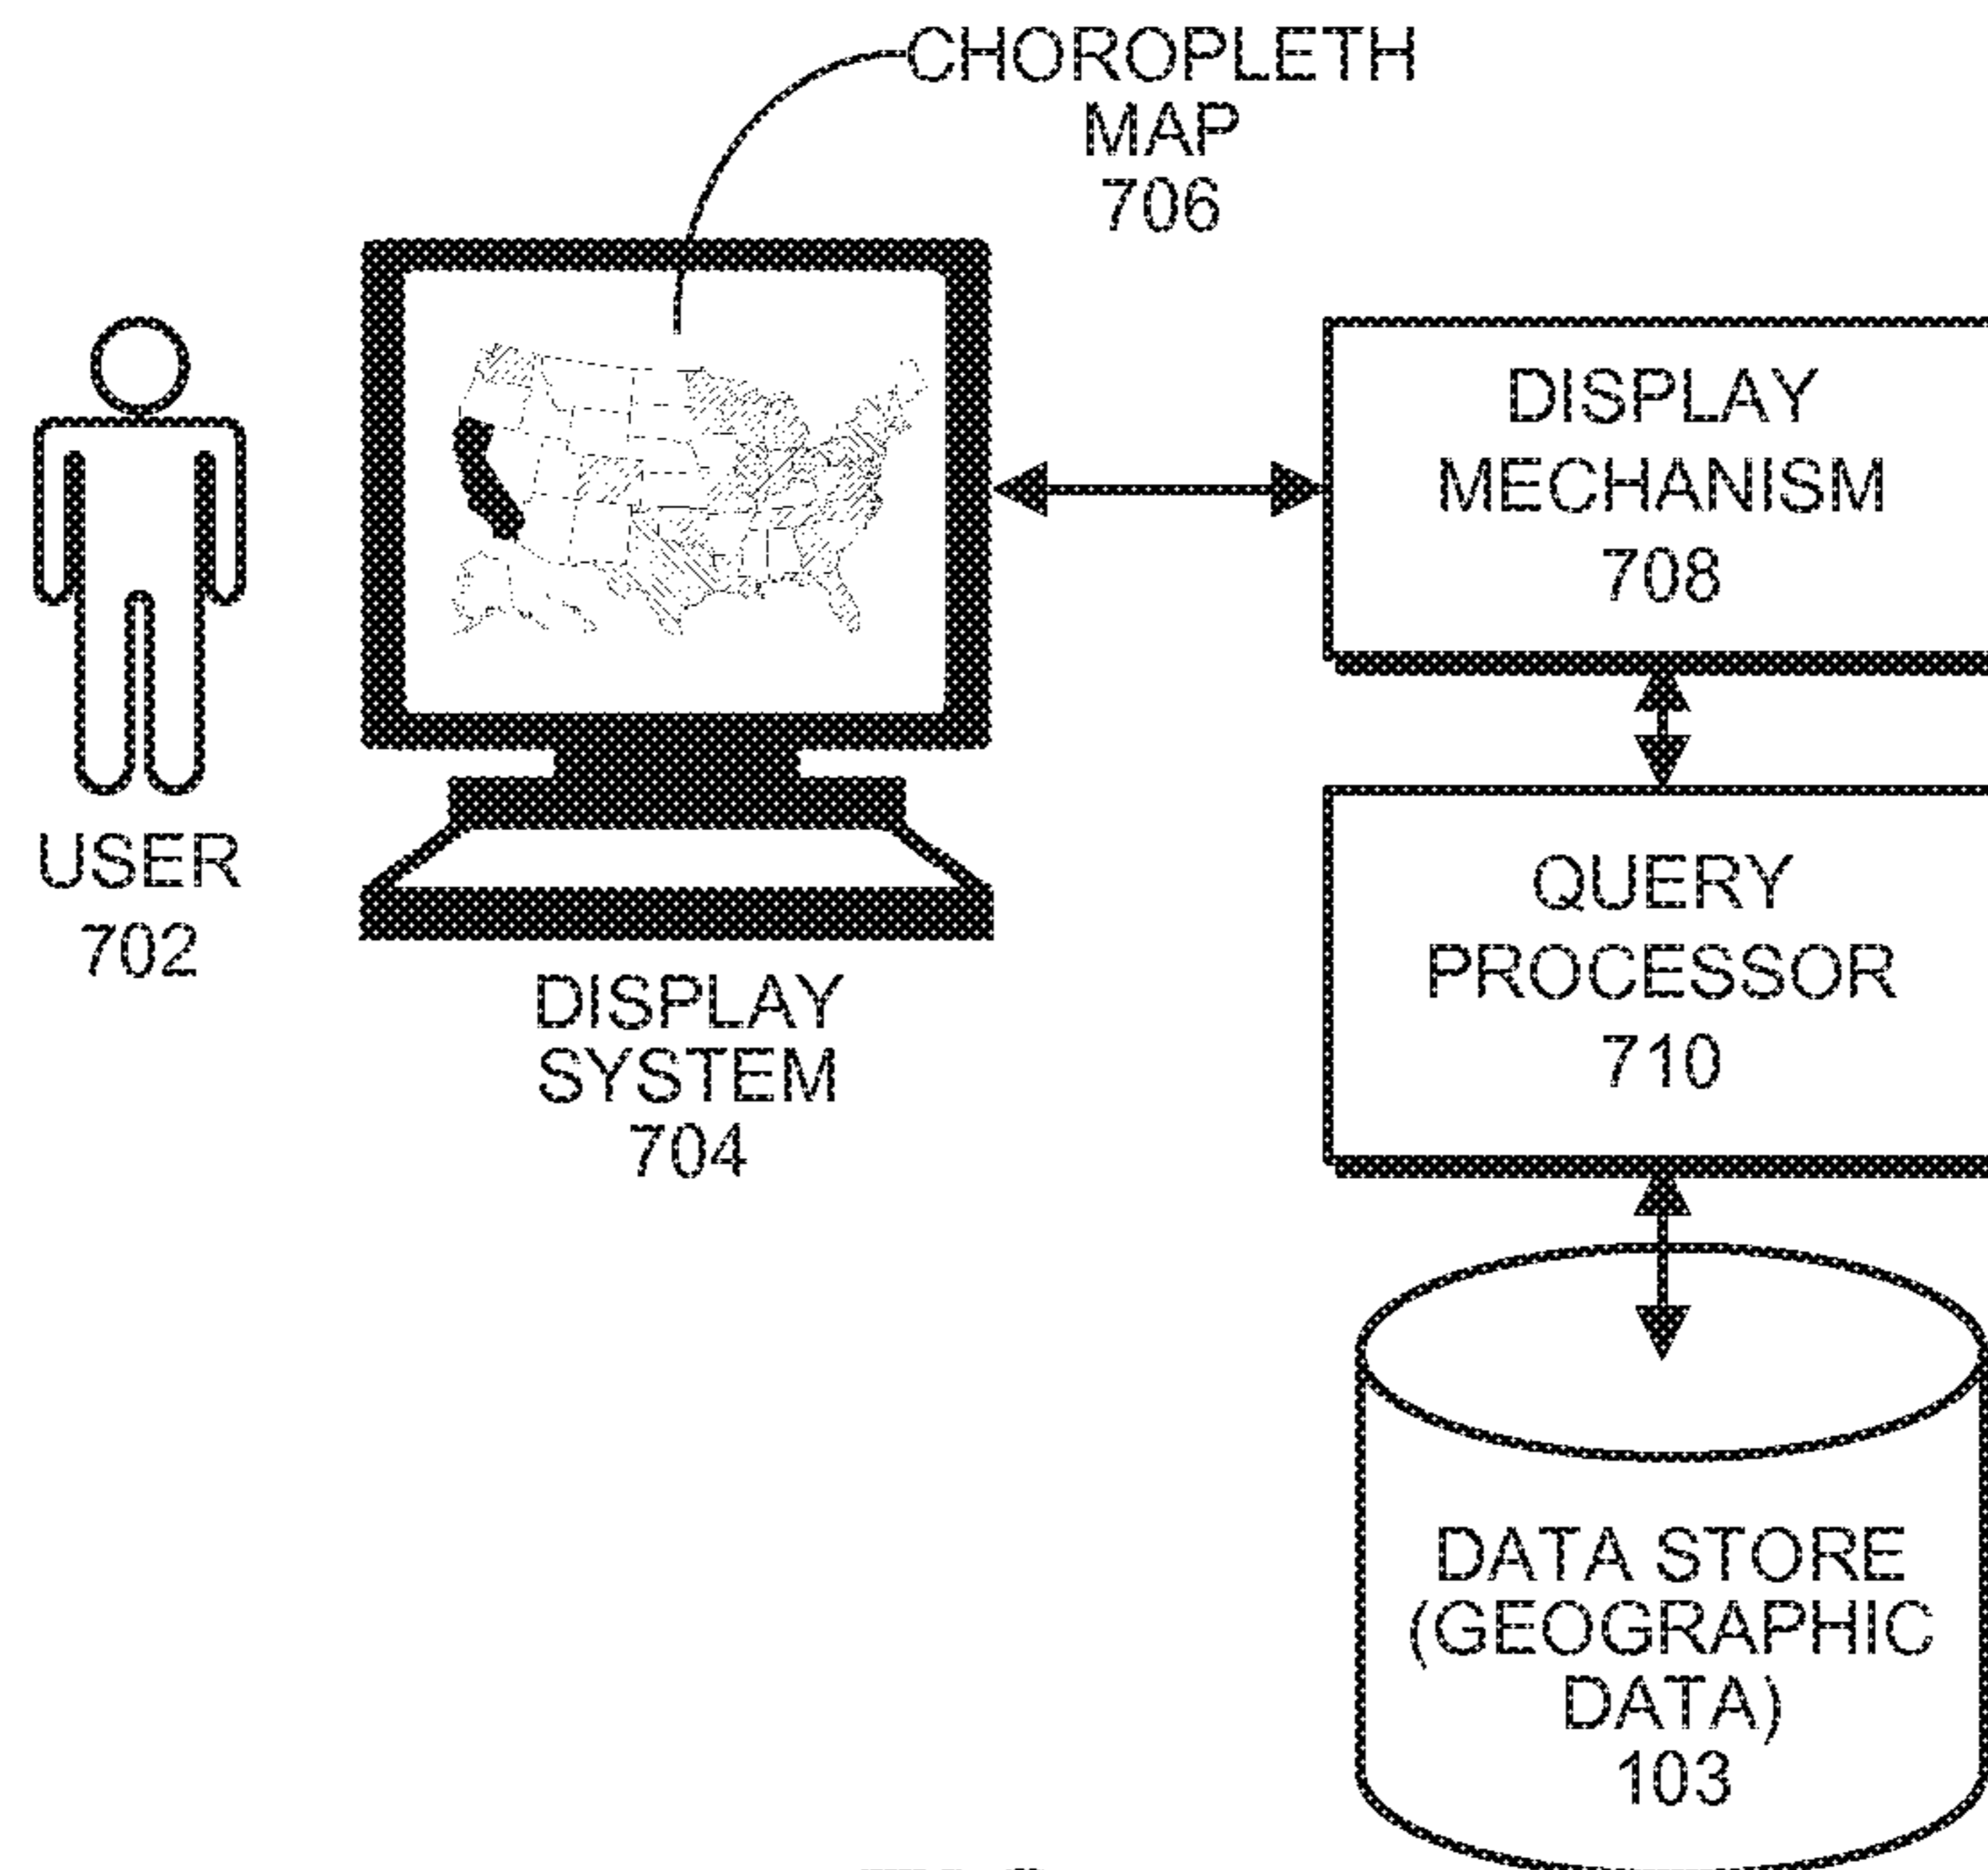 CHOROPLETH
MAP
706
DISPLAY
MECHANISM
708
USER
702
DISPLAY
SYSTEM
704
QUERY
PROCESSOR
710
DATA STORE
(GEOGRAPHIC
DATA)
103